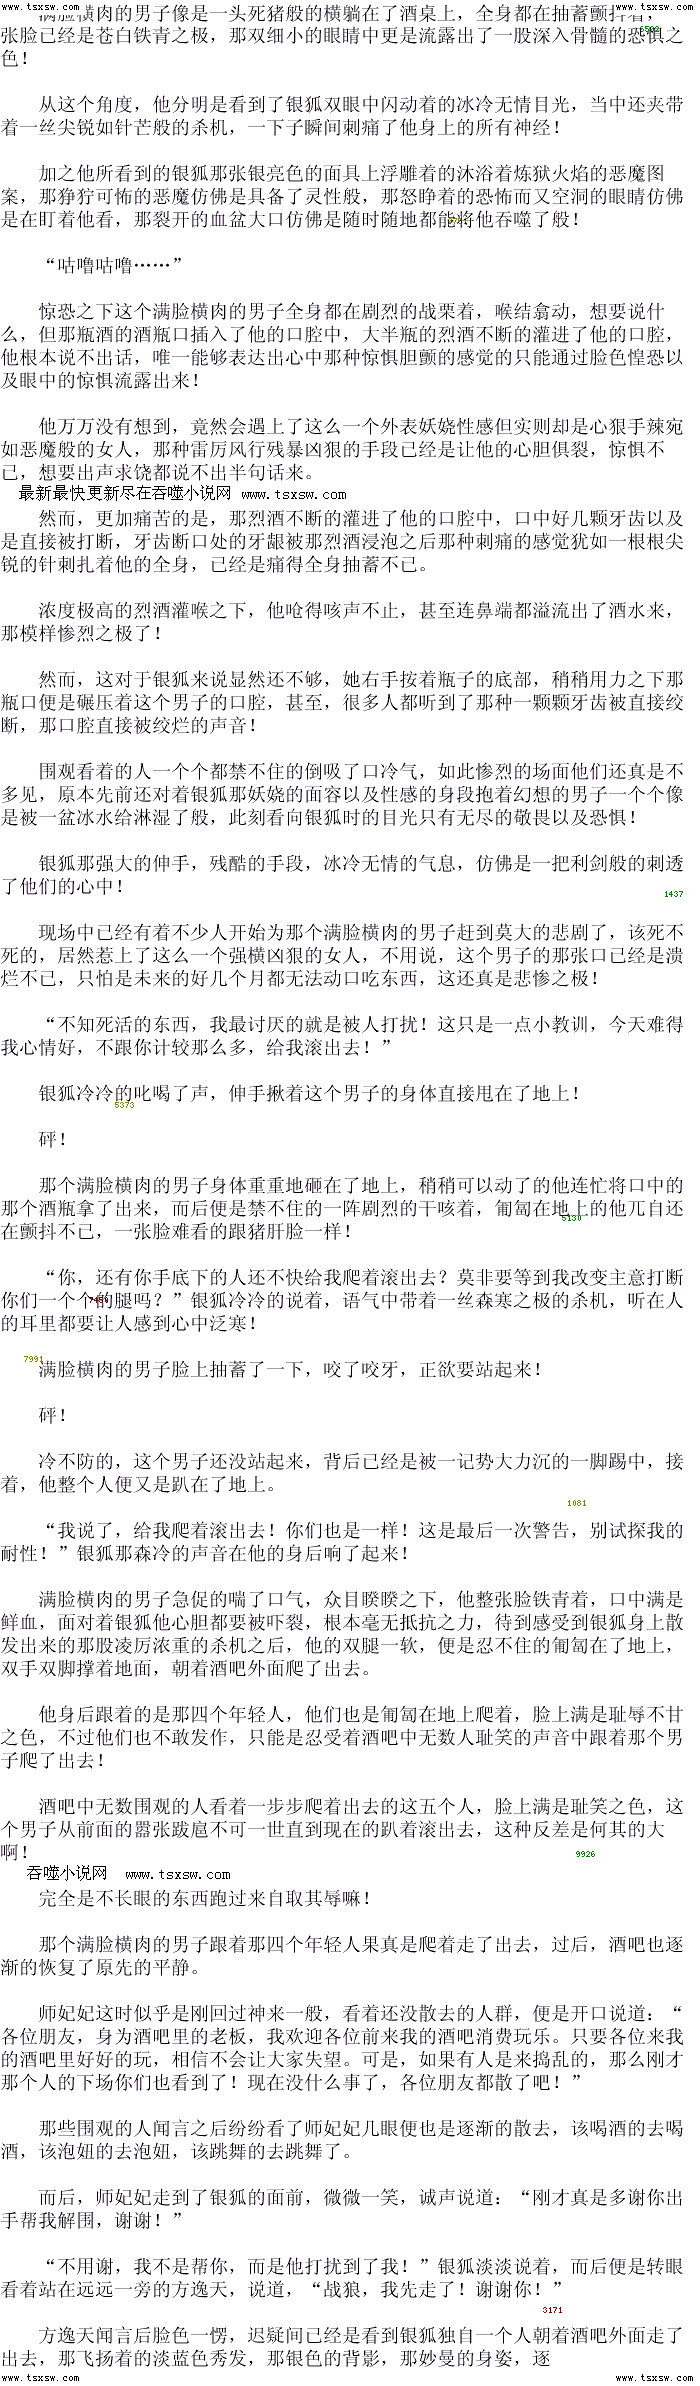 www.tsxsw.com www.tsxsw.com
满脸横肉的男子像是一头死猪般的横躺在了酒桌上，全身都在抽蓄颤抖着，
张脸已经是苍白铁青之极，那双细小的眼睛中更是流露出了一股深入骨髓的恐惧之
色！
从这个角度，他分明是看到了银狐双眼中闪动着的冰冷无情目光，当中还夹带
着一丝尖锐如针芒般的杀机，一下子瞬间刺痛了他身上的所有神经！
加之他所看到的银狐那张银亮色的面具上浮雕着的沐浴着炼狱火焰的恶魔图
案，那狰狞可怖的恶魔仿佛是具备了灵性般，那怒睁着的恐怖而又空洞的眼睛仿佛
是在盯着他看，那裂开的血盆大口仿佛是随时随地都能将他吞噬了般！
“咕噜咕噜……”
惊恐之下这个满脸横肉的男子全身都在剧烈的战栗着，喉结翕动，想要说什
么，但那瓶酒的酒瓶口插入了他的口腔中，大半瓶的烈酒不断的灌进了他的口腔，
他根本说不出话，唯一能够表达出心中那种惊惧胆颤的感觉的只能通过脸色惶恐以
及眼中的惊惧流露出来！
他万万没有想到，竟然会遇上了这么一个外表妖娆性感但实则却是心狠手辣宛
如恶魔般的女人，那种雷厉风行残暴凶狠的手段已经是让他的心胆俱裂，惊惧不
已，想要出声求饶都说不出半句话来。
最新最快更新尽在吞噬小说网 www.tsxsw.com
然而，更加痛苦的是，那烈酒不断的灌进了他的口腔中，口中好几颗牙齿以及
是直接被打断，牙齿断口处的牙龈被那烈酒浸泡之后那种刺痛的感觉犹如一根根尖
锐的针刺扎着他的全身，已经是痛得全身抽蓄不已。
浓度极高的烈酒灌喉之下，他呛得咳声不止，甚至连鼻端都溢流出了酒水来，
那模样惨烈之极了！
然而，这对于银狐来说显然还不够，她右手按着瓶子的底部，稍稍用力之下那
瓶口便是碾压着这个男子的口腔，甚至，很多人都听到了那种一颗颗牙齿被直接绞
断，那口腔直接被绞烂的声音！
围观看着的人一个个都禁不住的倒吸了口冷气，如此惨烈的场面他们还真是不
多见，原本先前还对着银狐那妖娆的面容以及性感的身段抱着幻想的男子一个个像
是被一盆冰水给淋湿了般，此刻看向银狐时的目光只有无尽的敬畏以及恐惧！
银狐那强大的伸手，残酷的手段，冰冷无情的气息，仿佛是一把利剑般的刺透
了他们的心中！
1437
现场中已经有着不少人开始为那个满脸横肉的男子赶到莫大的悲剧了，该死不
死的，居然惹上了这么一个强横凶狠的女人，不用说，这个男子的那张口已经是溃
烂不已，只怕是未来的好几个月都无法动口吃东西，这还真是悲惨之极！
“不知死活的东西，我最讨厌的就是被人打扰！这只是一点小教训，今天难得
我心情好，不跟你计较那么多，给我滚出去！”
银狐冷冷的叱喝了声，伸手揪着这个男子的身体直接甩在了地上！
5373
砰！
那个满脸横肉的男子身体重重地砸在了地上，稍稍可以动了的他连忙将口中的
那个酒瓶拿了出来，而后便是禁不住的一阵剧烈的干咳着，匍匐在地上的他兀自还
5130
在颤抖不已，一张脸难看的跟猪肝脸一样！
“你，还有你手底下的人还不快给我爬着滚出去？莫非要等到我改变主意打断
你们一个个的腿吗？”银狐冷冷的说着，语气中带着一丝森寒之极的杀机，听在人
的耳里都要让人感到心中泛寒！
7991
满脸横肉的男子脸上抽蓄了一下，咬了咬牙，正欲要站起来！
砰！
冷不防的，这个男子还没站起来，背后已经是被一记势大力沉的一脚踢中，接
着，他整个人便又是趴在了地上。
1081
“我说了，给我爬着滚出去！你们也是一样！这是最后一次警告，别试探我的
耐性！”银狐那森冷的声音在他的身后响了起来！
满脸横肉的男子急促的喘了口气，众目睽睽之下，他整张脸铁青着，口中满是
鲜血，面对着银狐他心胆都要被吓裂，根本毫无抵抗之力，待到感受到银狐身上散
发出来的那股凌厉浓重的杀机之后，他的双腿一软，便是忍不住的匍匐在了地上，
双手双脚撑着地面，朝着酒吧外面爬了出去。
他身后跟着的是那四个年轻人，他们也是匍匐在地上爬着，脸上满是耻辱不甘
之色，不过他们也不敢发作，只能是忍受着酒吧中无数人耻笑的声音中跟着那个男
子爬了出去！
酒吧中无数围观的人看着一步步爬着出去的这五个人，脸上满是耻笑之色，这
个男子从前面的嚣张跋扈不可一世直到现在的趴着滚出去，这种反差是何其的大
啊！
9926
吞噬小说网 www.tsxsw.com
完全是不长眼的东西跑过来自取其辱嘛！
那个满脸横肉的男子跟着那四个年轻人果真是爬着走了出去，过后，酒吧也逐
渐的恢复了原先的平静。
师妃妃这时似乎是刚回过神来一般，看着还没散去的人群，便是开口说道：“
各位朋友，身为酒吧里的老板，我欢迎各位前来我的酒吧消费玩乐。只要各位来我
的酒吧里好好的玩，相信不会让大家失望。可是，如果有人是来捣乱的，那么刚才
那个人的下场你们也看到了！现在没什么事了，各位朋友都散了吧！”
那些围观的人闻言之后纷纷看了师妃妃几眼便也是逐渐的散去，该喝酒的去喝
酒，该泡妞的去泡妞，该跳舞的去跳舞了。
而后，师妃妃走到了银狐的面前，微微一笑，诚声说道：“刚才真是多谢你出
手帮我解围，谢谢！”
“不用谢，我不是帮你，而是他打扰到了我！”银狐淡淡说着，而后便是转眼
看着站在远远一旁的方逸天，说道，“战狼，我先走了！谢谢你！”
3171
方逸天闻言后脸色一愣，迟疑间已经是看到银狐独自一个人朝着酒吧外面走了
出去，那飞扬着的淡蓝色秀发，那银色的背影，那妙曼的身姿，逐
www.tsxsw.com www.tsxsw.com